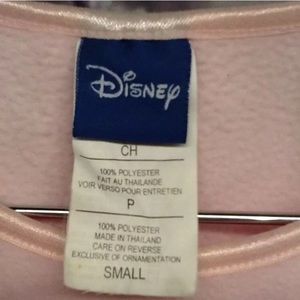 Disney
CH
100% POLYESTER
FAIT AU THAILANDE
VOIR VERSO POUR ENTRETIEN
P
100% POLYESTER
MADE IN THAILAND
CARE ON REVERSE
EXCLUSIVE OF ORNAMENTATION
SMALL